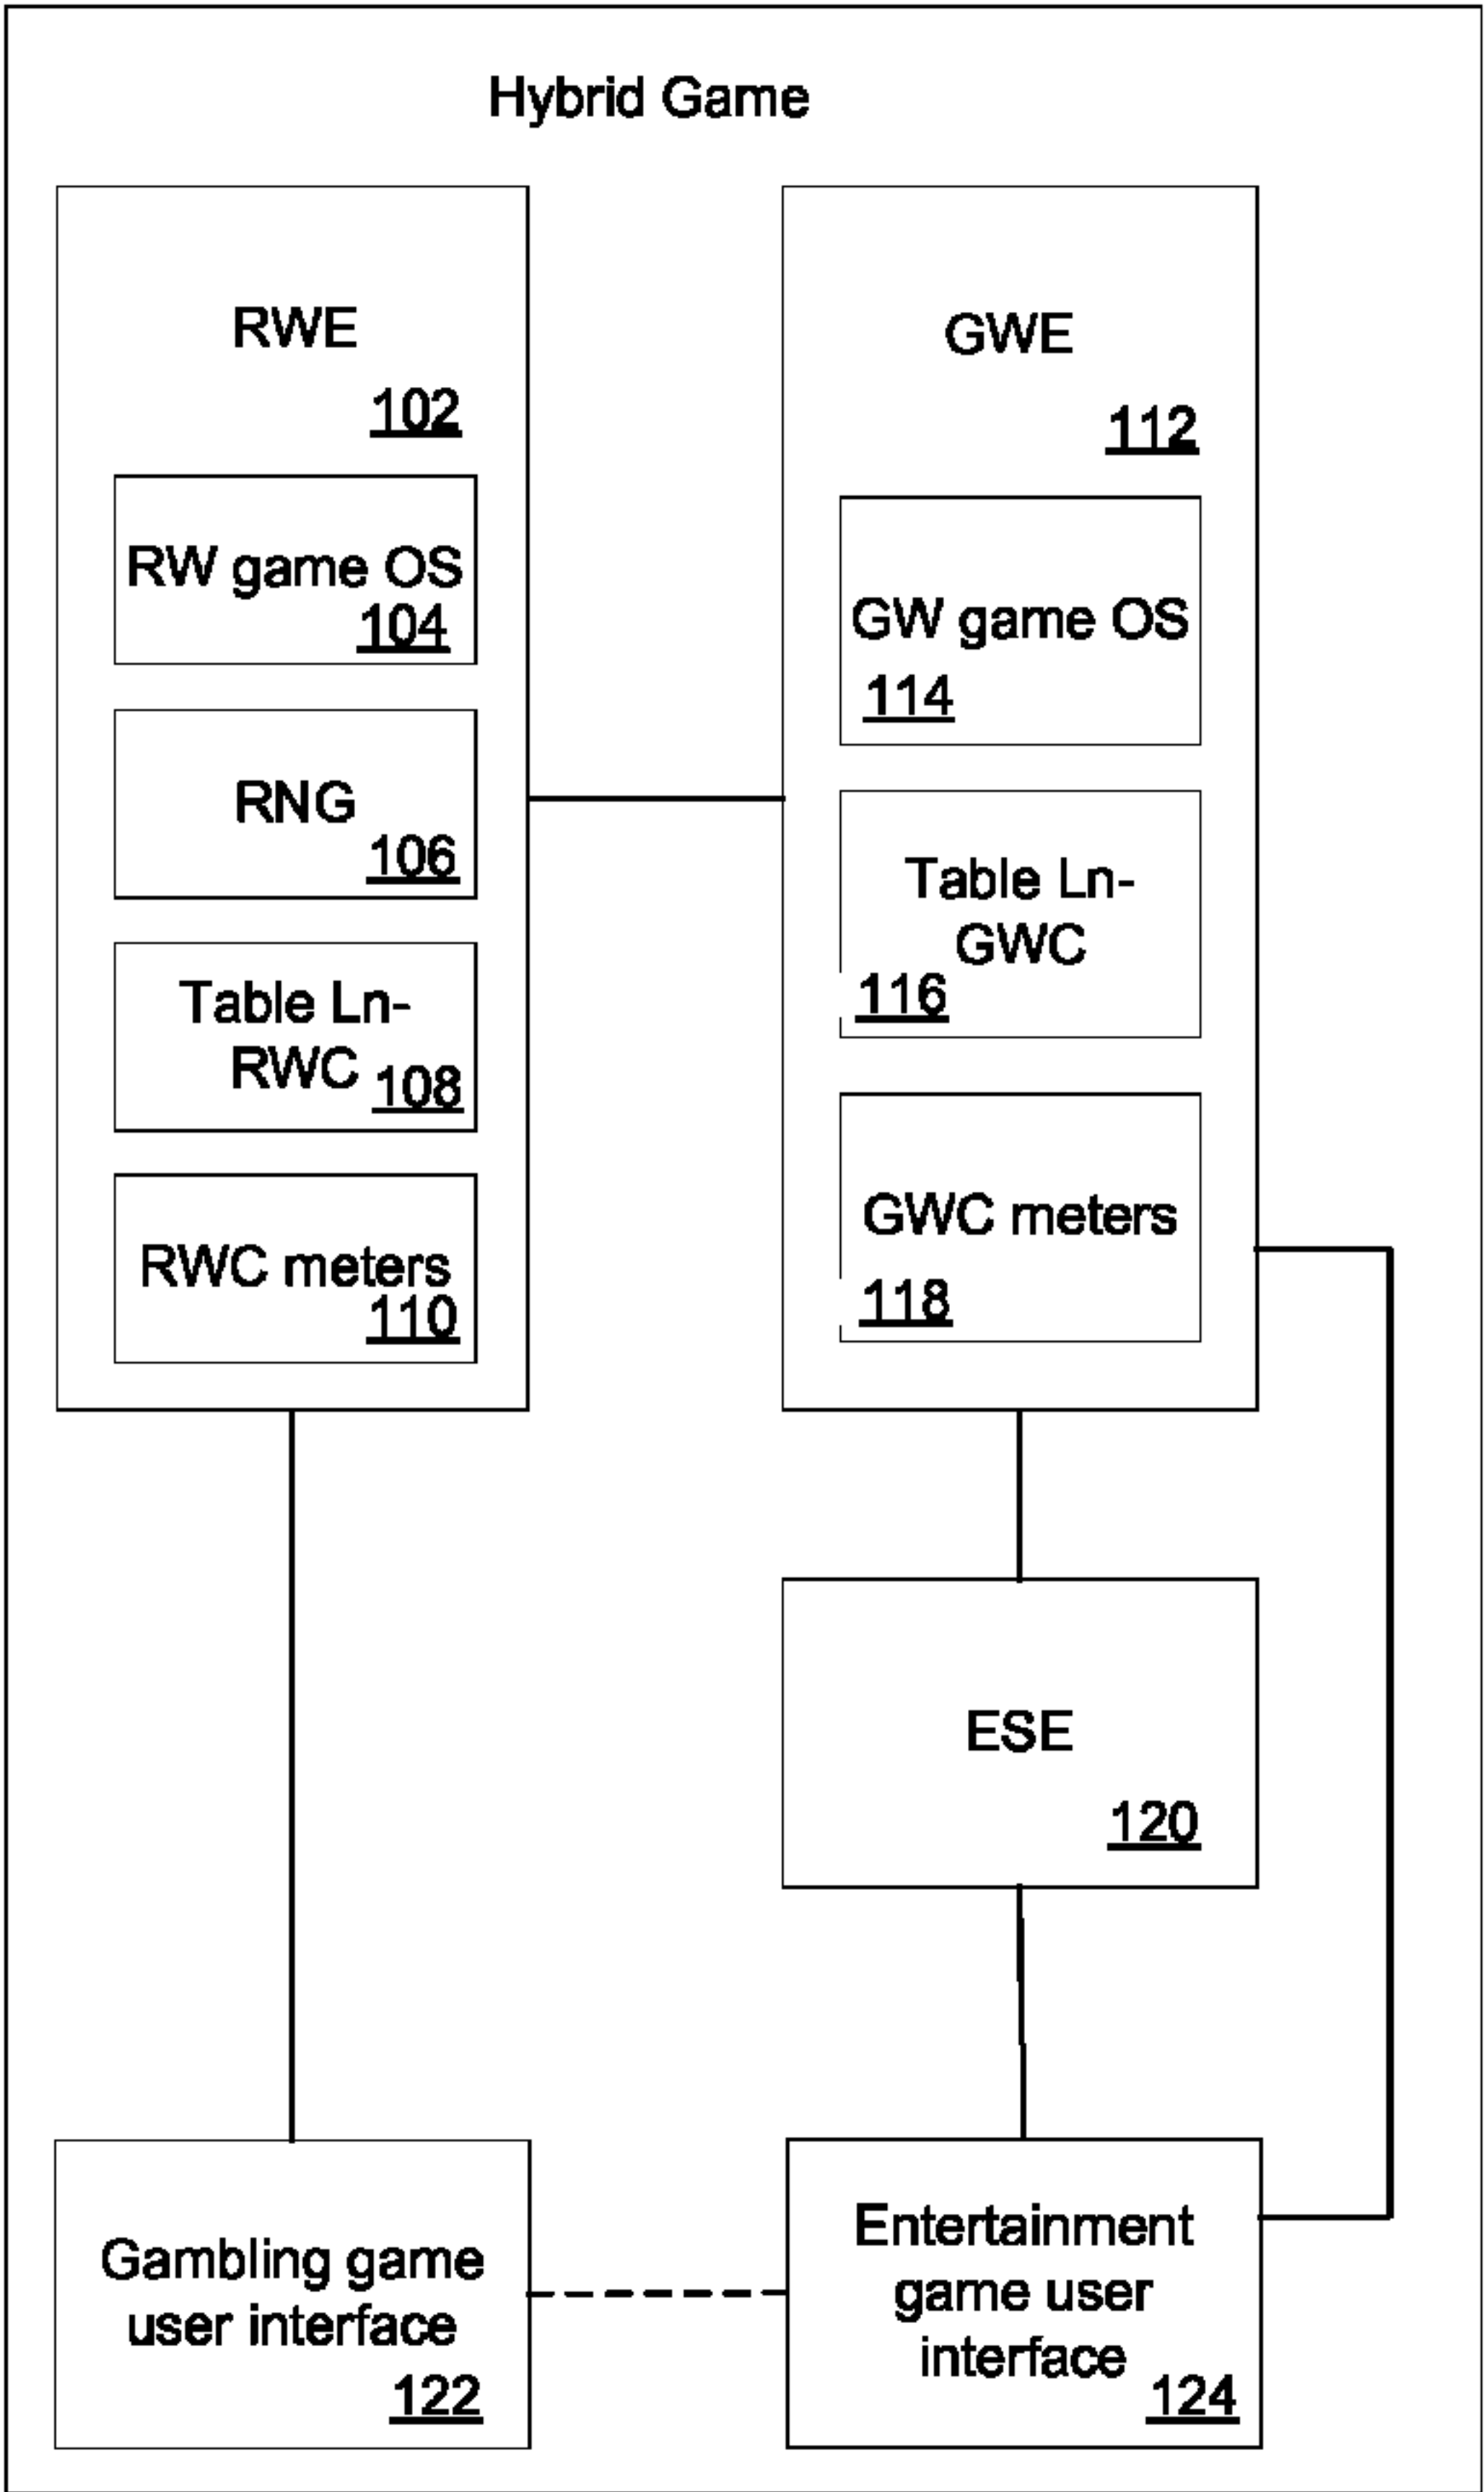 Hybrid Game
RWE
102
RW game OS
104
RNG
106
Table Ln-
RWC
108
RWC meters
110
GWE
112
GW game OS
114
Table Ln-
GWC
116
GWC meters
118
ESE
120
Gambling game
user interface
122
Entertainment
game user
interface
124